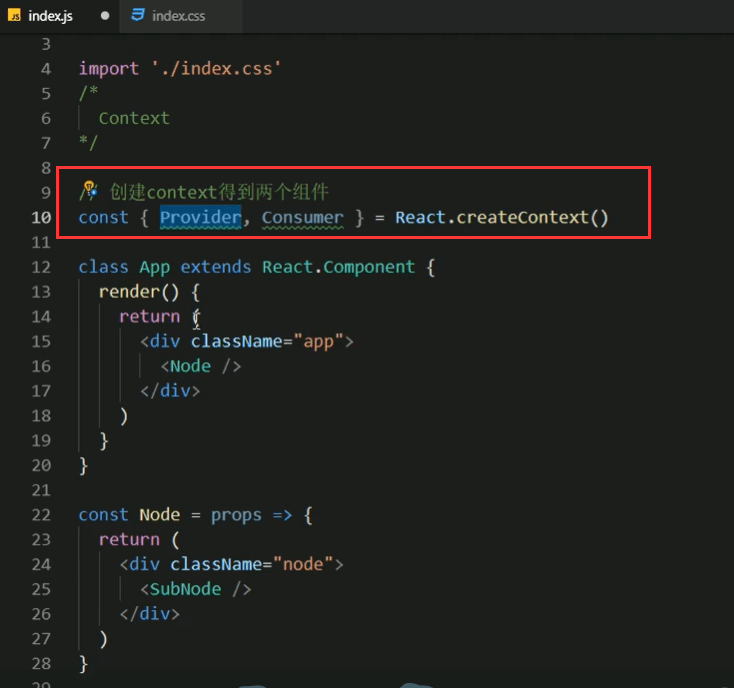 JS index.js ● index.css
3
4 import './index.css'
5 /*
6 Context
7 */
8
9 / 创建context得到两个组件
10 const { Provider, Consumer } = React.createContext()
11
12 class App extends React.Component {
13 render() {
14 return (
15 <div className="app">
16 <Node />
17 </div>
18 )
19 }
20 }
21
22 const Node = props => {
23 return (
24 <div className="node">
25 <SubNode />
26 </div>
27 )
28 }
29